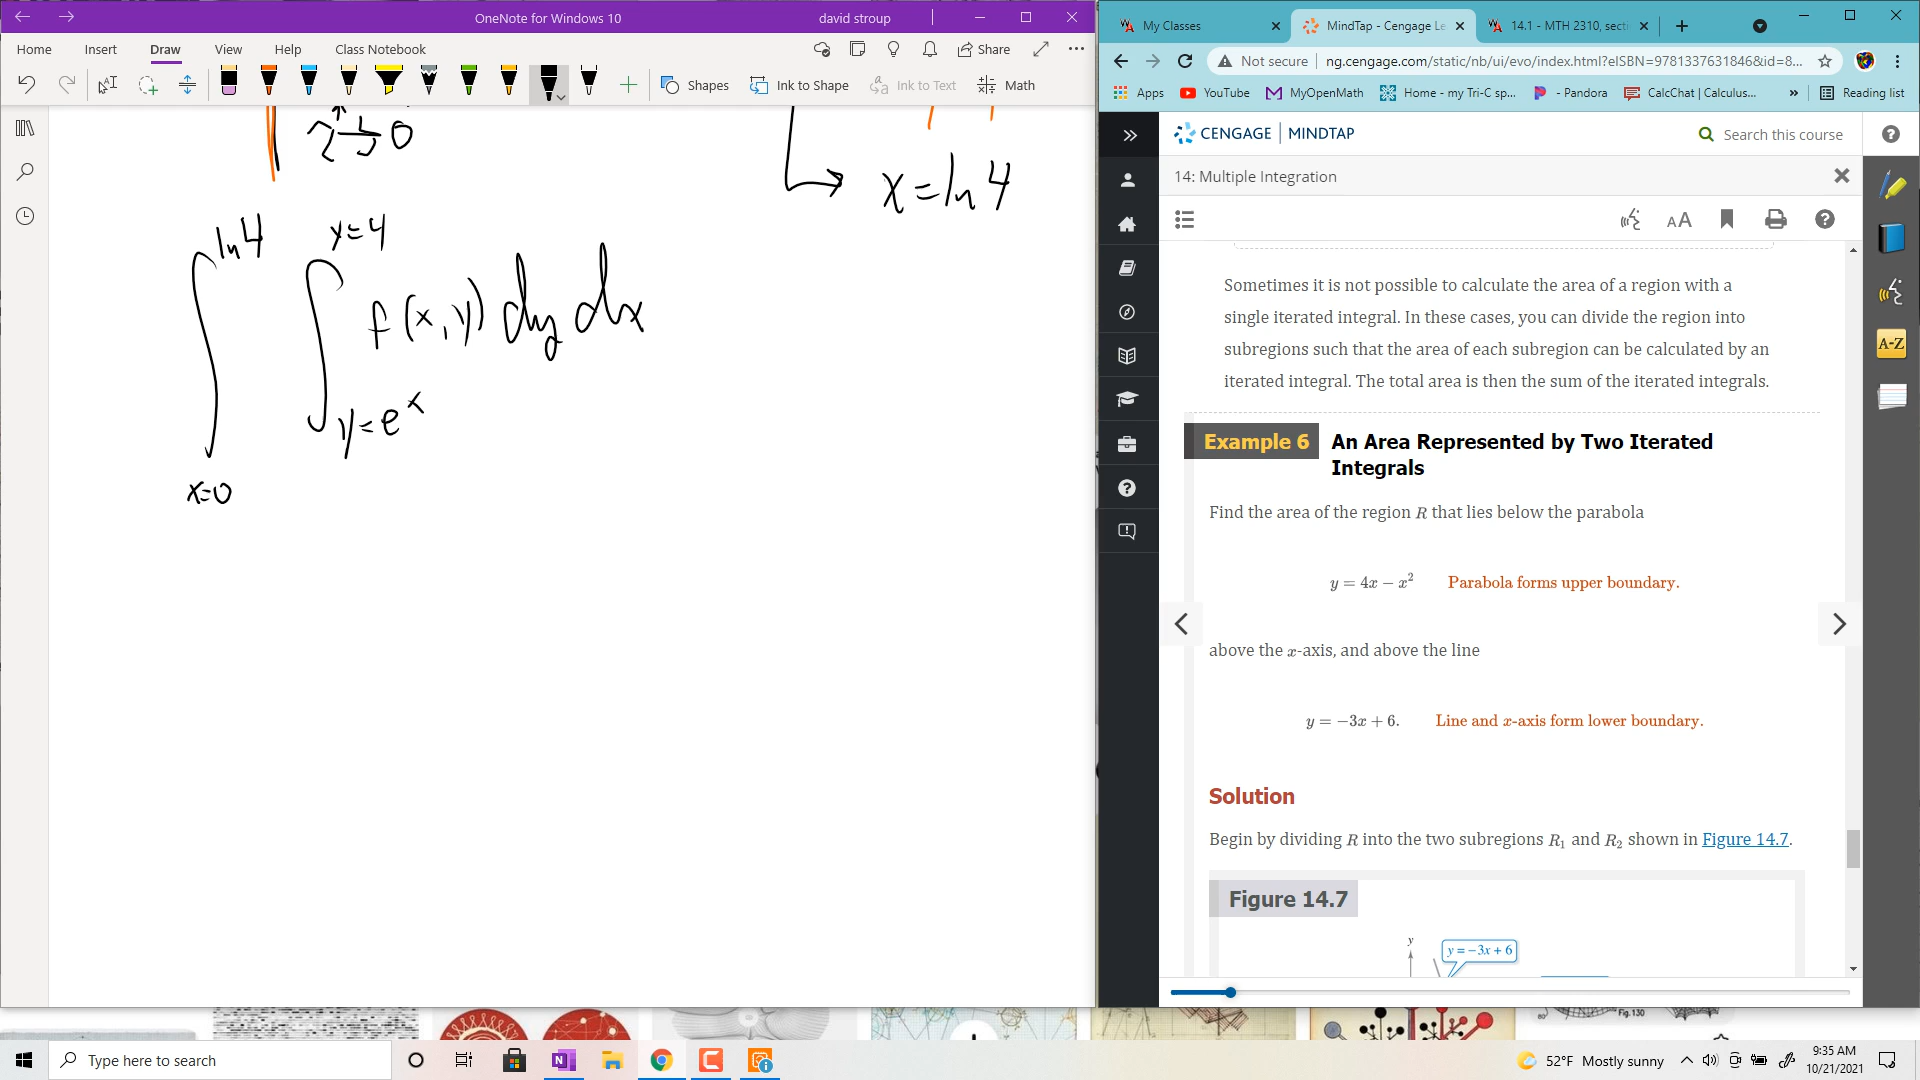 OneNote for Windows 10
david stroup
Home Insert Draw View Help Class Notebook
Share
Shapes Ink to Shape Ink to Text Math
x=ln4
ln4 y=4
f(x,y) dy dx
y=e^x
x=0
My Classes
MindTap - Cengage Le
14.1 - MTH 2310, secti
Not secure ng.cengage.com/static/nb/ui/evo/index.html?eISBN=9781337631846&id=8...
Apps YouTube MyOpenMath Home - my Tri-C sp... - Pandora CalcChat | Calculus... » Reading list
CENGAGE | MINDTAP
Search this course
14: Multiple Integration
AA
A-Z
Sometimes it is not possible to calculate the area of a region with a
single iterated integral. In these cases, you can divide the region into
subregions such that the area of each subregion can be calculated by an
iterated integral. The total area is then the sum of the iterated integrals.
Example 6 An Area Represented by Two Iterated
Integrals
Find the area of the region R that lies below the parabola
y = 4x − x² Parabola forms upper boundary.
above the x-axis, and above the line
y = −3x + 6. Line and x-axis form lower boundary.
Solution
Begin by dividing R into the two subregions R₁ and R₂ shown in Figure 14.7.
Figure 14.7
y
y = −3x + 6
Fig.130
Type here to search
52°F Mostly sunny
9:35 AM
10/21/2021